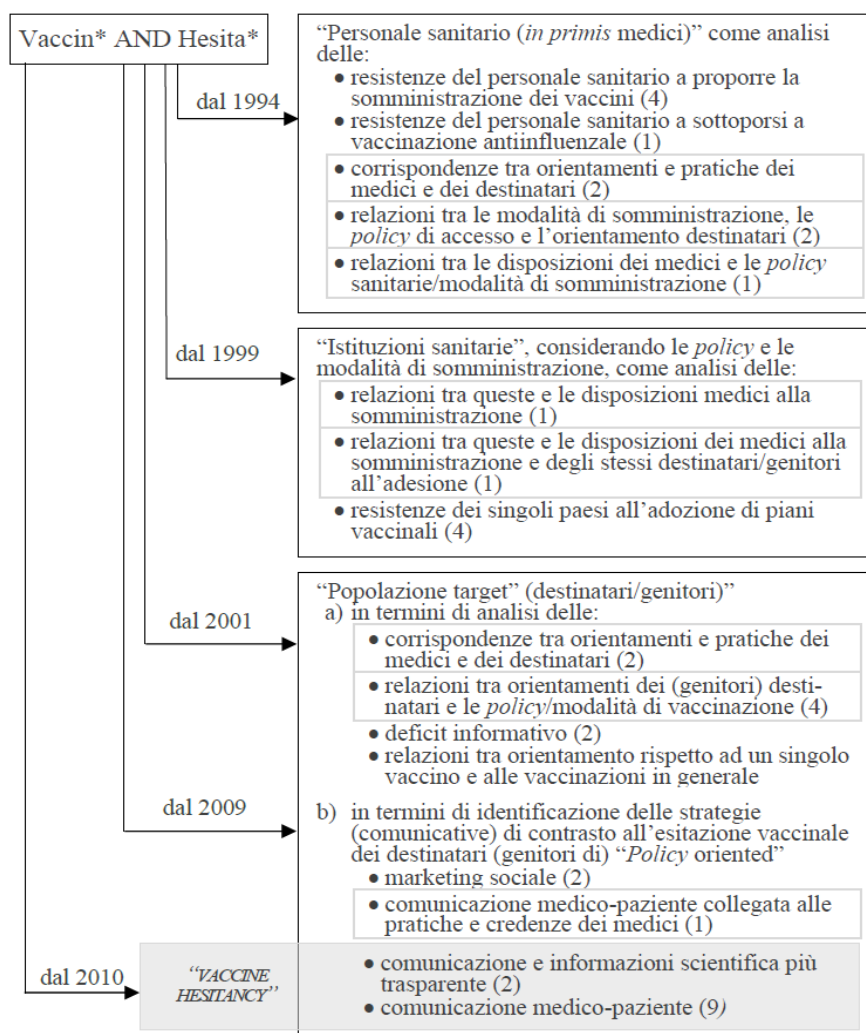 Vaccin* AND Hesita*
dal 1994
“Personale sanitario (in primis medici)” come analisi
delle:
• resistenze del personale sanitario a proporre la
somministrazione dei vaccini (4)
• resistenze del personale sanitario a sottoporsi a
vaccinazione antiinfluenzale (1)
• corrispondenze tra orientamenti e pratiche dei
medici e dei destinatari (2)
• relazioni tra le modalità di somministrazione, le
policy di accesso e l’orientamento destinatari (2)
• relazioni tra le disposizioni dei medici e le policy
sanitarie/modalità di somministrazione (1)
dal 1999
“Istituzioni sanitarie”, considerando le policy e le
modalità di somministrazione, come analisi delle:
• relazioni tra queste e le disposizioni medici alla
somministrazione (1)
• relazioni tra queste e le disposizioni dei medici alla
somministrazione e degli stessi destinatari/genitori
all’adesione (1)
• resistenze dei singoli paesi all’adozione di piani
vaccinali (4)
dal 2001
“Popolazione target” (destinatari/genitori)”
a) in termini di analisi delle:
• corrispondenze tra orientamenti e pratiche dei
medici e dei destinatari (2)
• relazioni tra orientamenti dei (genitori) desti-
natari e le policy/modalità di vaccinazione (4)
• deficit informativo (2)
• relazioni tra orientamento rispetto ad un singolo
vaccino e alle vaccinazioni in generale
dal 2009
b) in termini di identificazione delle strategie
(comunicative) di contrasto all’esitazione vaccinale
dei destinatari (genitori di) “Policy oriented”
• marketing sociale (2)
• comunicazione medico-paziente collegata alle
pratiche e credenze dei medici (1)
dal 2010
“VACCINE
HESITANCY”
• comunicazione e informazioni scientifica più
trasparente (2)
• comunicazione medico-paziente (9)